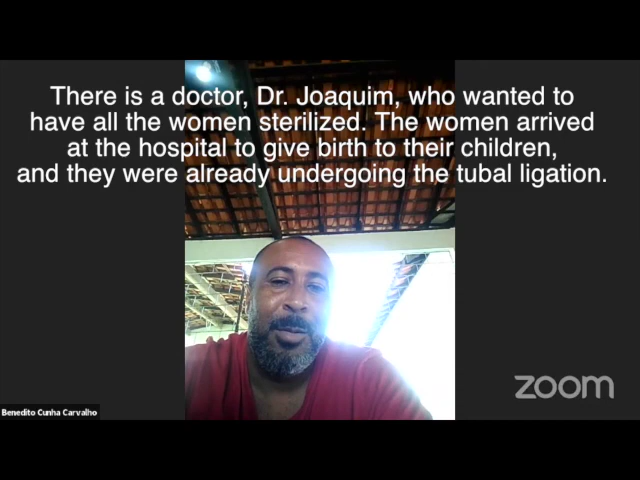 There is a doctor, Dr. Joaquim, who wanted to
have all the women sterilized. The women arrived
at the hospital to give birth to their children,
and they were already undergoing the tubal ligation.
zoom
Benedito Cunha Carvalho